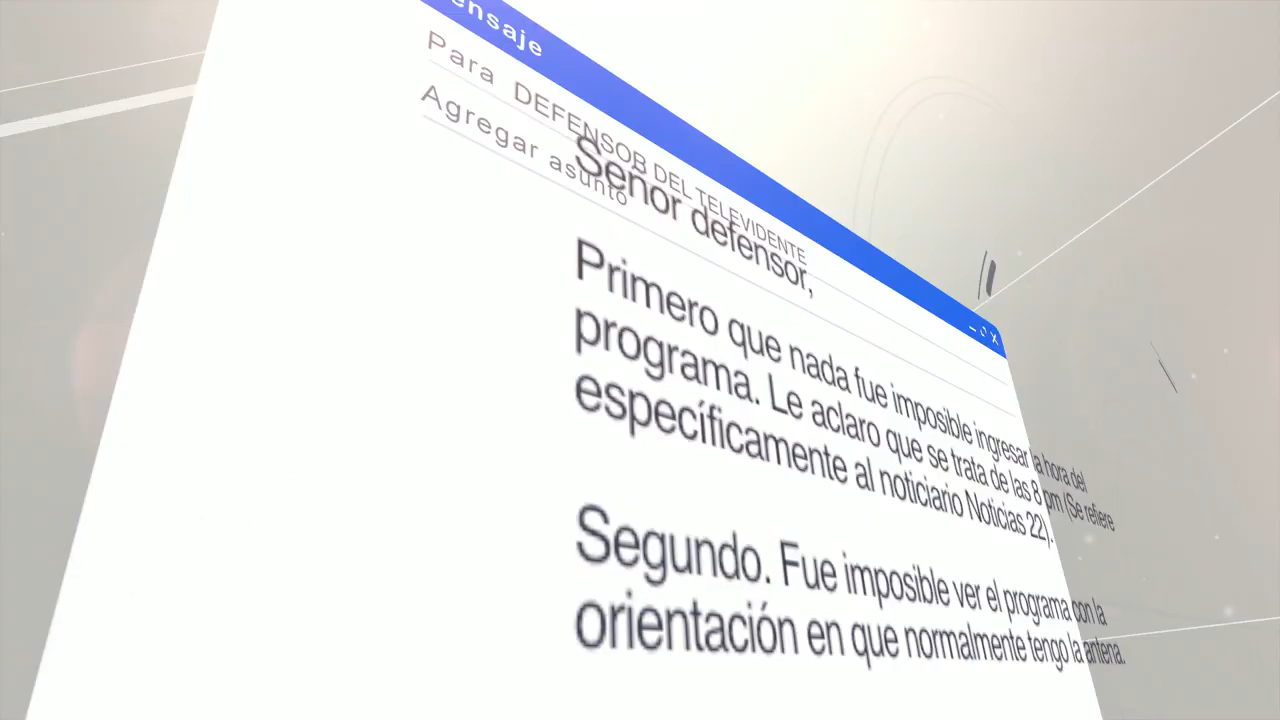 ensaje
Para DEFENSOR DEL TELEVIDENTE
Agregar asunto
Señor defensor,
Primero que nada fue imposible ingresar la hora del
programa. Le aclaro que se trata de las 8 pm (Se refiere
específicamente al noticiario Noticias 22).
Segundo. Fue imposible ver el programa con la
orientación en que normalmente tengo la antena.